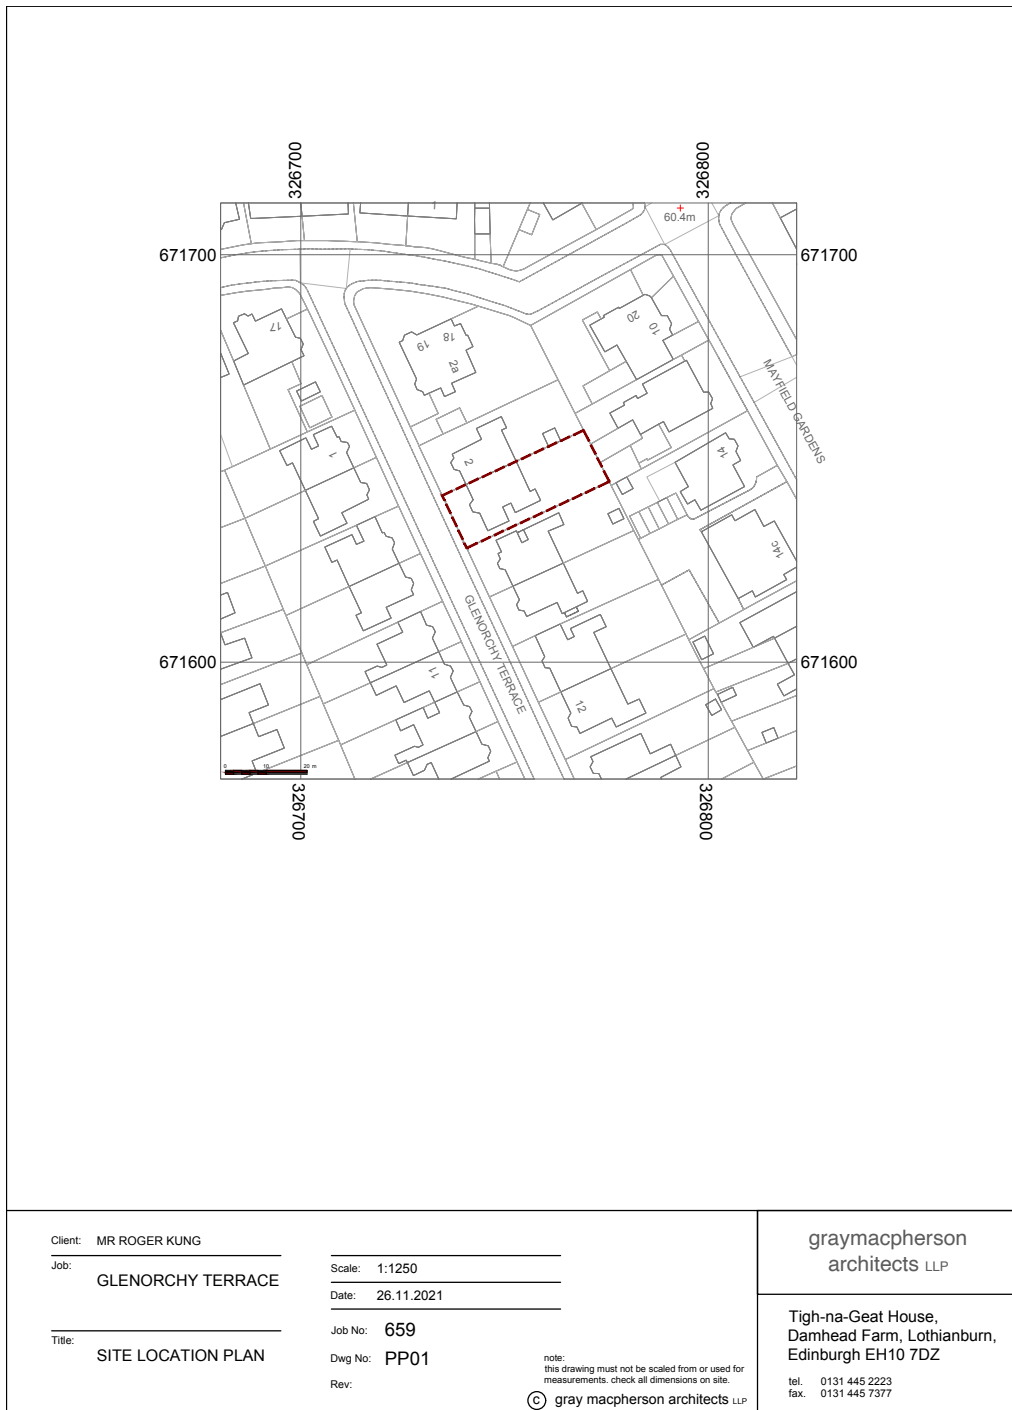 326700
326800
60.4m
671700
671700
17
19
18
2a
20
10
MAYFIELD GARDENS
1
2
14
14c
GLENORCHY TERRACE
671600
671600
11
12
0 10 20 m
326700
326800
Client: MR ROGER KUNG
Job:
GLENORCHY TERRACE
Title:
SITE LOCATION PLAN
Scale: 1:1250
Date: 26.11.2021
Job No: 659
Dwg No: PP01
Rev:
note:
this drawing must not be scaled from or used for
measurements. check all dimensions on site.
© gray macpherson architects LLP
graymacpherson
architects LLP
Tigh-na-Geat House,
Damhead Farm, Lothianburn,
Edinburgh EH10 7DZ
tel. 0131 445 2223
fax. 0131 445 7377